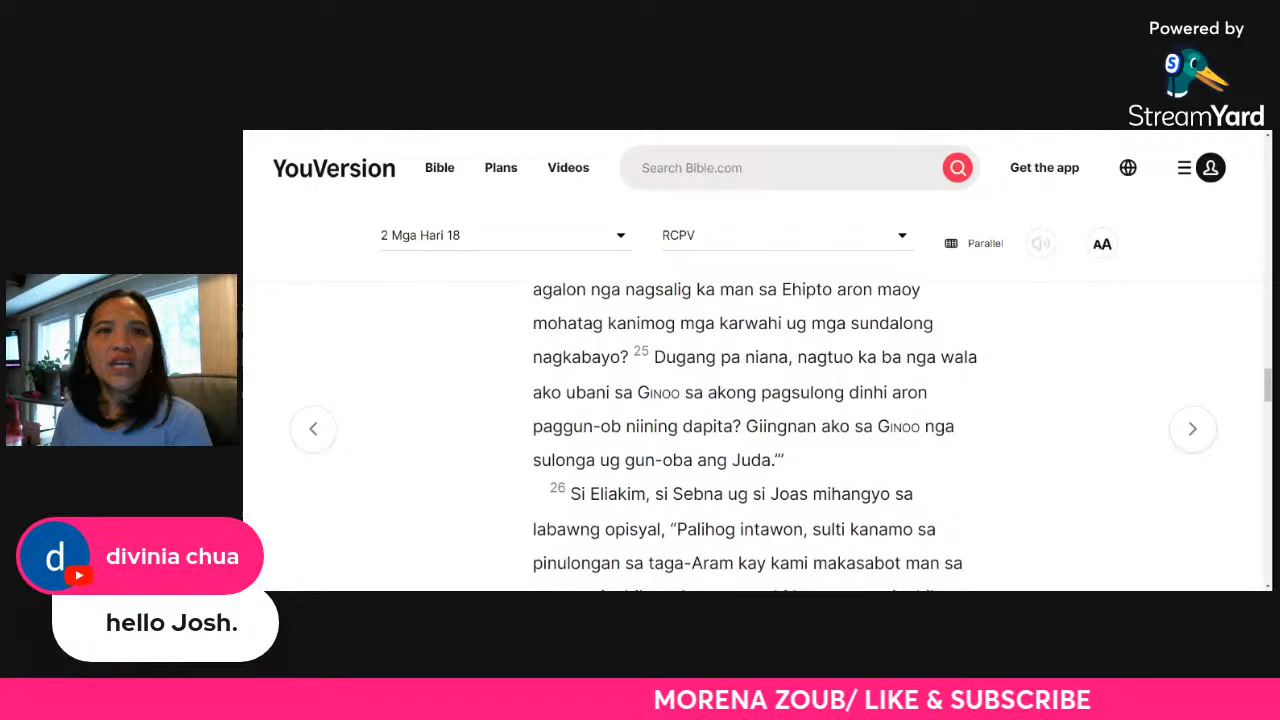 Powered by
StreamYard
YouVersion
Bible
Plans
Videos
Search Bible.com
Get the app
2 Mga Hari 18
RCPV
Parallel
AA
agalon nga nagsalig ka man sa Ehipto aron maoy
mohatag kanimog mga karwahi ug mga sundalong
nagkabayo? 25 Dugang pa niana, nagtuo ka ba nga wala
ako ubani sa GINOO sa akong pagsulong dinhi aron
paggun-ob niining dapita? Giingnan ako sa GINOO nga
sulonga ug gun-oba ang Juda.’”
26 Si Eliakim, si Sebna ug si Joas mihangyo sa
labawng opisyal, “Palihog intawon, sulti kanamo sa
pinulongan sa taga-Aram kay kami makasabot man sa
d
divinia chua
hello Josh.
MORENA ZOUB/ LIKE & SUBSCRIBE